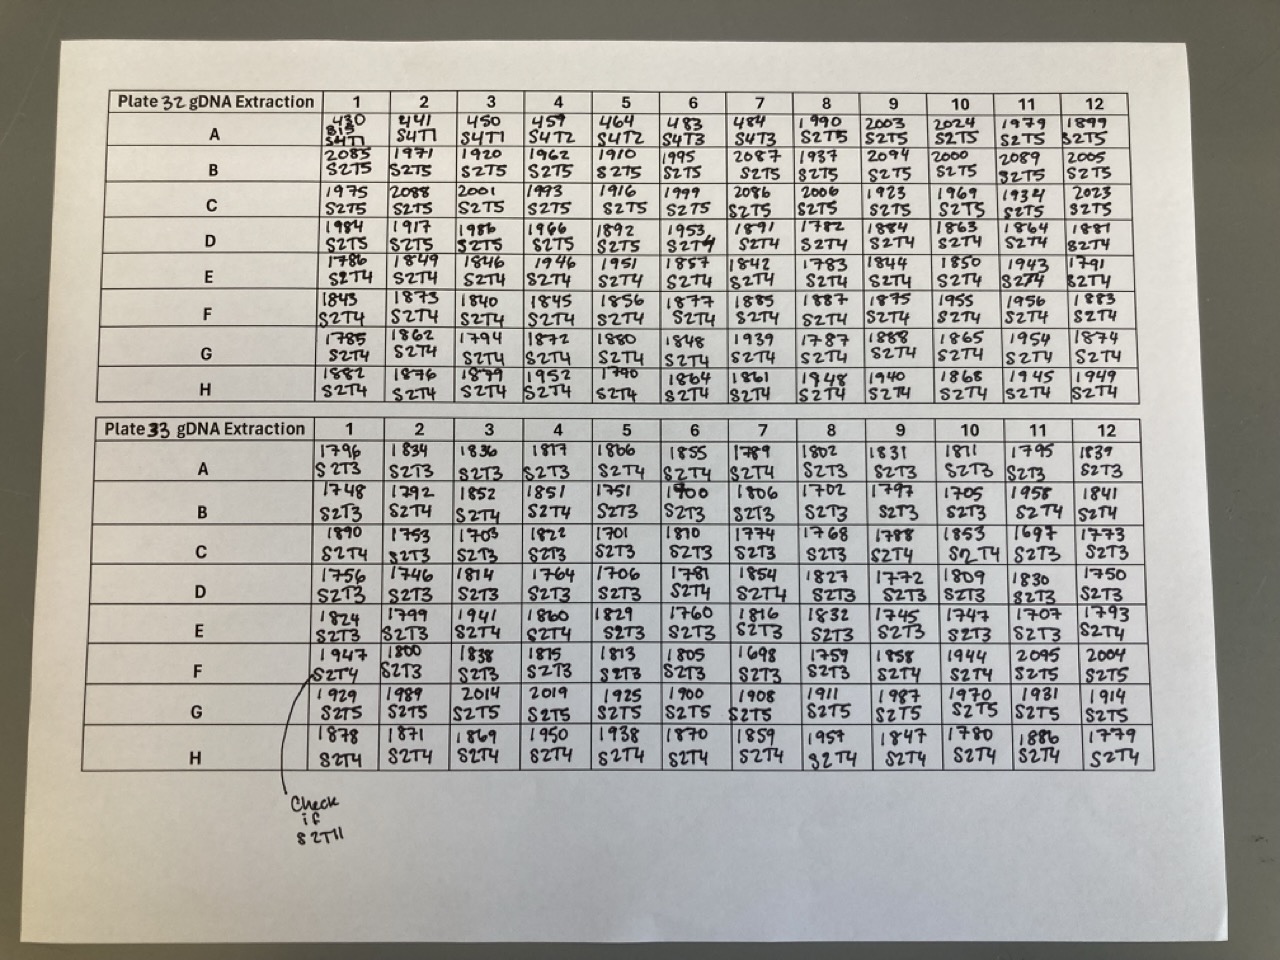 Plate 32 gDNA Extraction 1 2 3 4 5 6 7 8 9 10 11 12
A 430 441 450 459 464 483 484 1990 2003 2024 1979 1899
S4T1 S4T1 S4T1 S4T2 S4T2 S4T3 S4T3 S2T5 S2T5 S2T5 S2T5 S2T5
B 2085 1971 1920 1962 1910 1995 2087 1937 2094 2000 2089 2005
S2T5 S2T5 S2T5 S2T5 S2T5 S2T5 S2T5 S2T5 S2T5 S2T5 S2T5 S2T5
C 1975 2088 2001 1993 1916 1999 2086 2006 1923 1969 1934 2023
S2T5 S2T5 S2T5 S2T5 S2T5 S2T5 S2T5 S2T5 S2T5 S2T5 S2T5 S2T5
D 1984 1917 1986 1966 1892 1953 1891 1782 1884 1863 1864 1881
S2T5 S2T5 S2T5 S2T5 S2T5 S2T4 S2T4 S2T4 S2T4 S2T4 S2T4 S2T4
E 1786 1849 1846 1946 1951 1857 1842 1783 1844 1850 1943 1791
S2T4 S2T4 S2T4 S2T4 S2T4 S2T4 S2T4 S2T4 S2T4 S2T4 S2T4 S2T4
F 1843 1873 1840 1845 1856 1877 1885 1887 1875 1955 1956 1883
S2T4 S2T4 S2T4 S2T4 S2T4 S2T4 S2T4 S2T4 S2T4 S2T4 S2T4 S2T4
G 1785 1862 1794 1872 1880 1848 1939 1787 1888 1865 1954 1874
S2T4 S2T4 S2T4 S2T4 S2T4 S2T4 S2T4 S2T4 S2T4 S2T4 S2T4 S2T4
H 1882 1876 1879 1952 1790 1864 1861 1948 1940 1868 1945 1949
S2T4 S2T4 S2T4 S2T4 S2T4 S2T4 S2T4 S2T4 S2T4 S2T4 S2T4 S2T4
Plate 33 gDNA Extraction 1 2 3 4 5 6 7 8 9 10 11 12
A 1796 1834 1836 1817 1866 1855 1789 1802 1831 1811 1795 1839
S2T3 S2T3 S2T3 S2T3 S2T4 S2T4 S2T4 S2T3 S2T3 S2T3 S2T3 S2T3
B 1748 1792 1852 1851 1751 1700 1806 1702 1797 1705 1958 1841
S2T3 S2T4 S2T4 S2T4 S2T3 S2T3 S2T3 S2T3 S2T3 S2T3 S2T4 S2T4
C 1890 1753 1703 1822 1701 1810 1774 1768 1788 1853 1697 1773
S2T4 S2T3 S2T3 S2T3 S2T3 S2T3 S2T3 S2T3 S2T4 S2T4 S2T3 S2T3
D 1756 1746 1814 1764 1706 1781 1854 1827 1772 1809 1830 1750
S2T3 S2T3 S2T3 S2T3 S2T3 S2T4 S2T4 S2T3 S2T3 S2T3 S2T3 S2T3
E 1824 1799 1941 1860 1829 1760 1816 1832 1745 1747 1707 1793
S2T3 S2T3 S2T4 S2T4 S2T3 S2T3 S2T3 S2T3 S2T3 S2T3 S2T3 S2T4
F 1947 1800 1838 1815 1813 1805 1698 1759 1858 1944 2095 2004
S2T4 S2T3 S2T3 S2T3 S2T3 S2T3 S2T3 S2T3 S2T4 S2T4 S2T5 S2T5
G 1929 1989 2014 2019 1925 1900 1908 1911 1987 1970 1931 1914
S2T5 S2T5 S2T5 S2T5 S2T5 S2T5 S2T5 S2T5 S2T5 S2T5 S2T5 S2T5
H 1878 1871 1869 1950 1938 1870 1859 1957 1847 1780 1886 1779
S2T4 S2T4 S2T4 S2T4 S2T4 S2T4 S2T4 S2T4 S2T4 S2T4 S2T4 S2T4
Check
if
S2T11